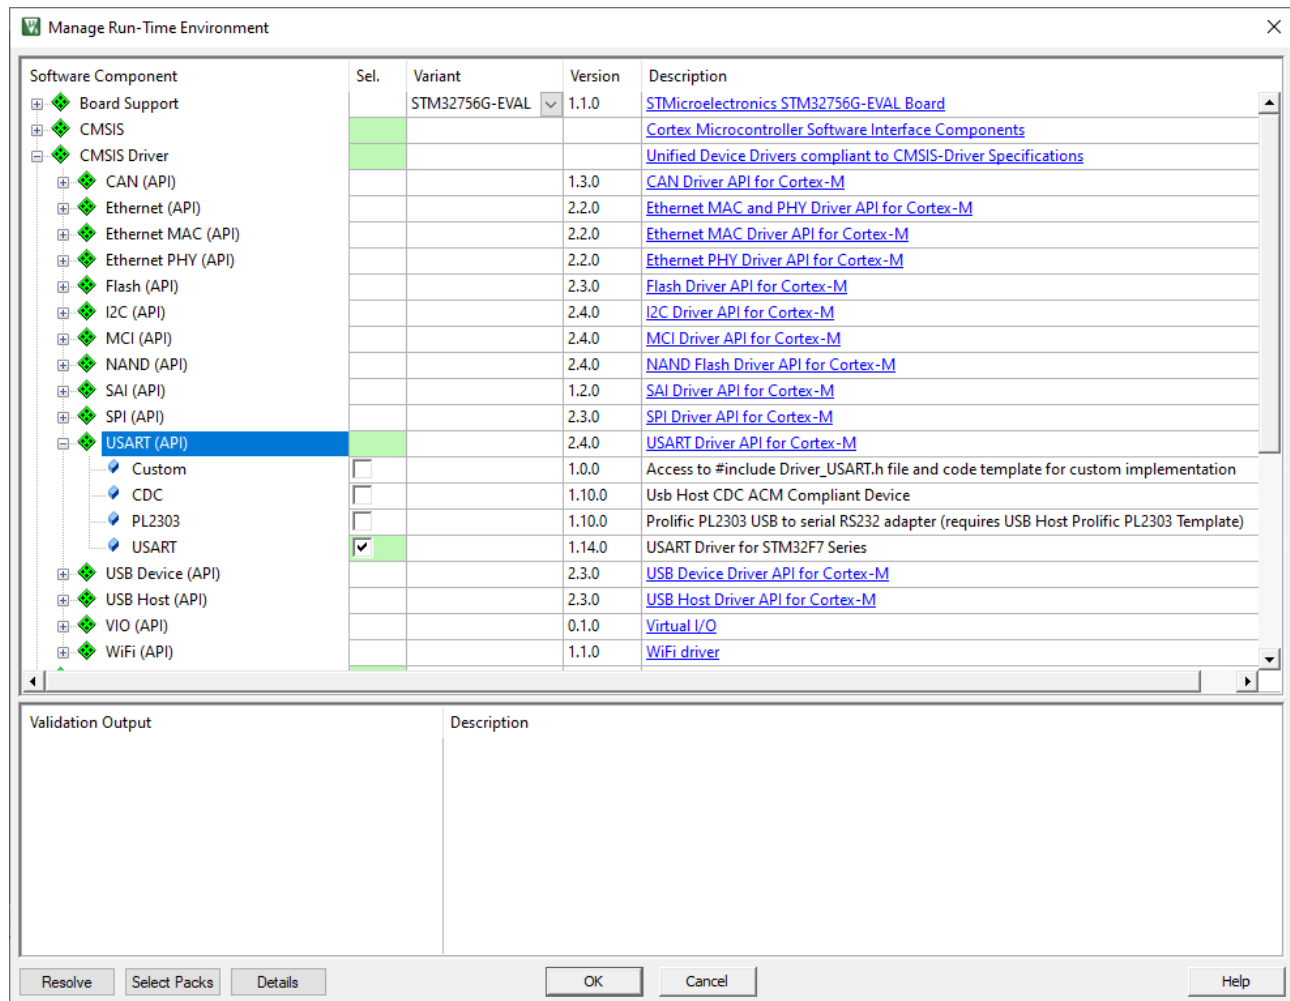 Manage Run-Time Environment
Software Component Sel. Variant Version Description
Board Support STM32756G-EVAL 1.1.0 STMicroelectronics STM32756G-EVAL Board
CMSIS Cortex Microcontroller Software Interface Components
CMSIS Driver Unified Device Drivers compliant to CMSIS-Driver Specifications
CAN (API) 1.3.0 CAN Driver API for Cortex-M
Ethernet (API) 2.2.0 Ethernet MAC and PHY Driver API for Cortex-M
Ethernet MAC (API) 2.2.0 Ethernet MAC Driver API for Cortex-M
Ethernet PHY (API) 2.2.0 Ethernet PHY Driver API for Cortex-M
Flash (API) 2.3.0 Flash Driver API for Cortex-M
I2C (API) 2.4.0 I2C Driver API for Cortex-M
MCI (API) 2.4.0 MCI Driver API for Cortex-M
NAND (API) 2.4.0 NAND Flash Driver API for Cortex-M
SAI (API) 1.2.0 SAI Driver API for Cortex-M
SPI (API) 2.3.0 SPI Driver API for Cortex-M
USART (API) 2.4.0 USART Driver API for Cortex-M
Custom 1.0.0 Access to #include Driver_USART.h file and code template for custom implementation
CDC 1.10.0 Usb Host CDC ACM Compliant Device
PL2303 1.10.0 Prolific PL2303 USB to serial RS232 adapter (requires USB Host Prolific PL2303 Template)
USART 1.14.0 USART Driver for STM32F7 Series
USB Device (API) 2.3.0 USB Device Driver API for Cortex-M
USB Host (API) 2.3.0 USB Host Driver API for Cortex-M
VIO (API) 0.1.0 Virtual I/O
WiFi (API) 1.1.0 WiFi driver
Validation Output Description
Resolve Select Packs Details OK Cancel Help